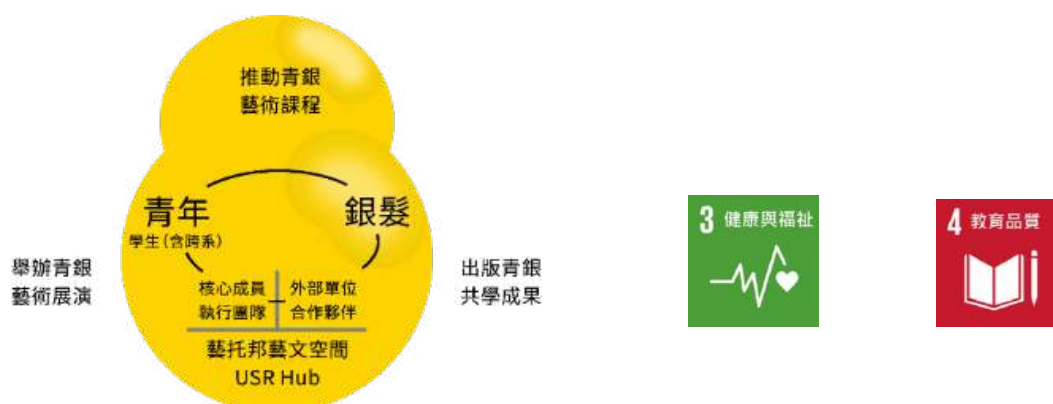 推動青銀
藝術課程
青年
學生(含跨系)
銀髮
舉辦青銀
藝術展演
核心成員
執行團隊
外部單位
合作夥伴
出版青銀
共學成果
藝托邦藝文空間
USR Hub
3 健康與福祉
4 教育品質